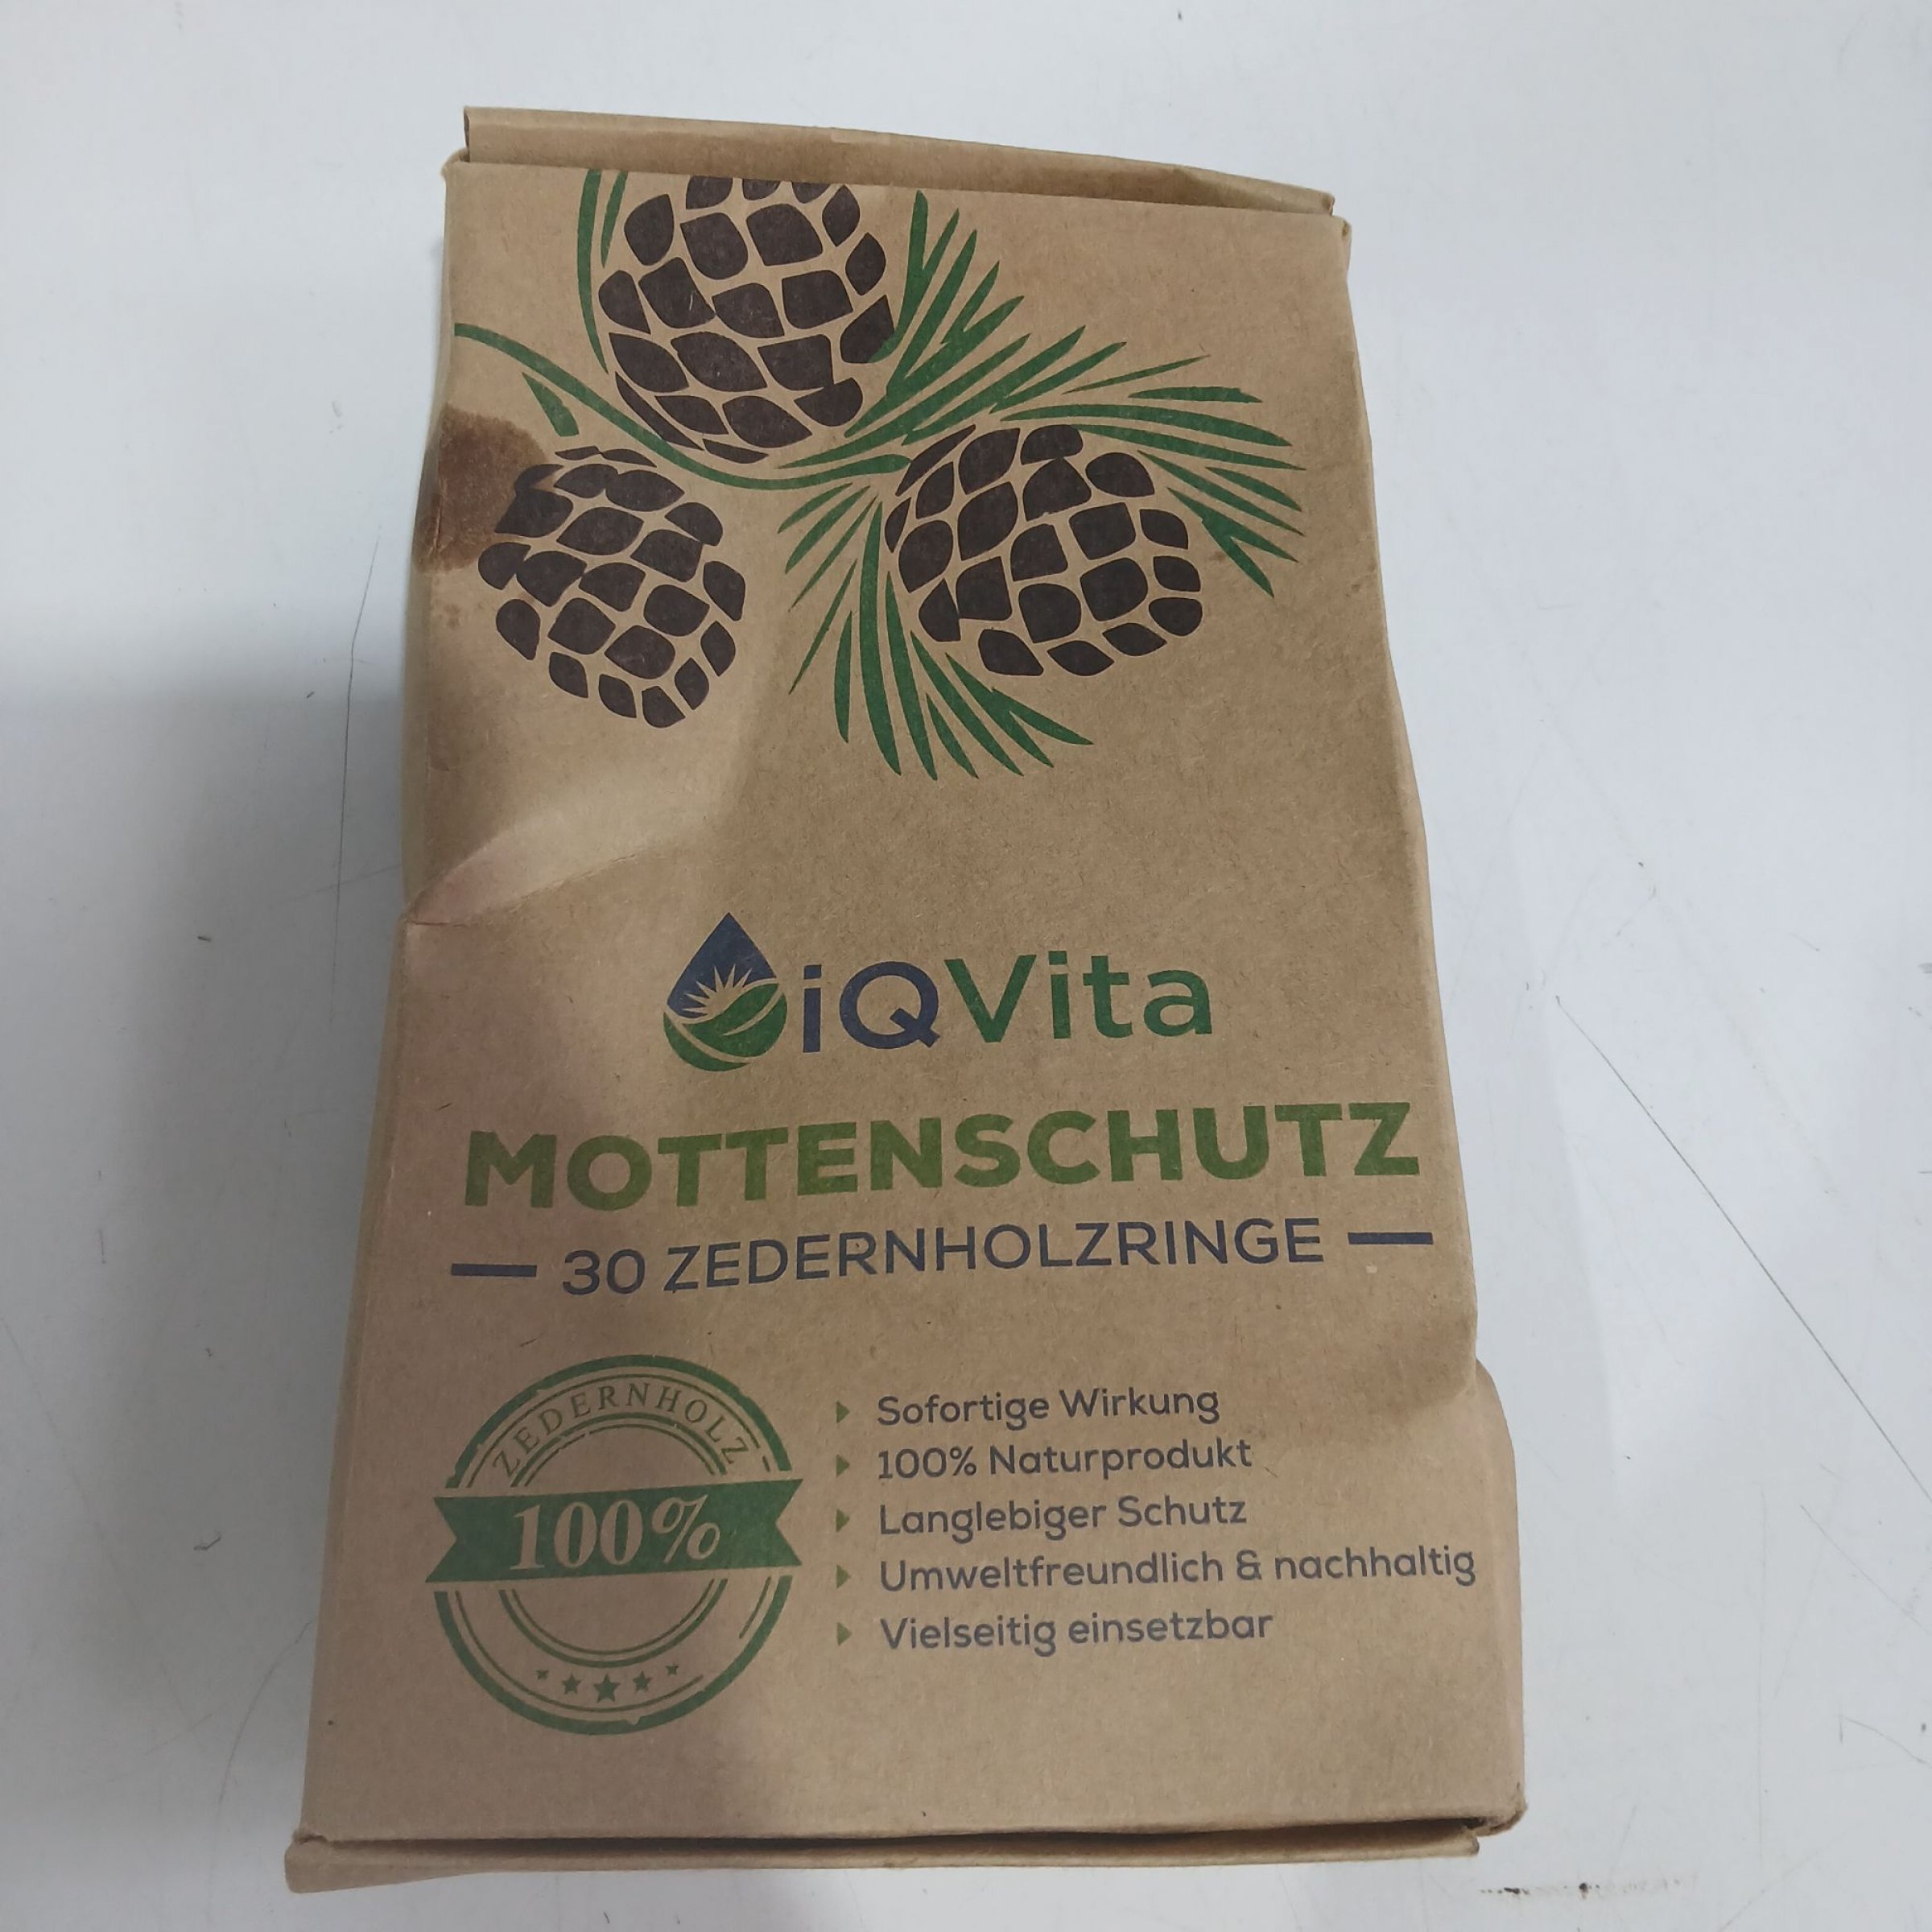 iQVita
MOTTENSCHUTZ
30 ZEDERNHOLZRINGE
ZEDERNHOLZ
100%
Sofortige Wirkung
100% Naturprodukt
Langlebiger Schutz
Umweltfreundlich & nachhaltig
Vielseitig einsetzbar